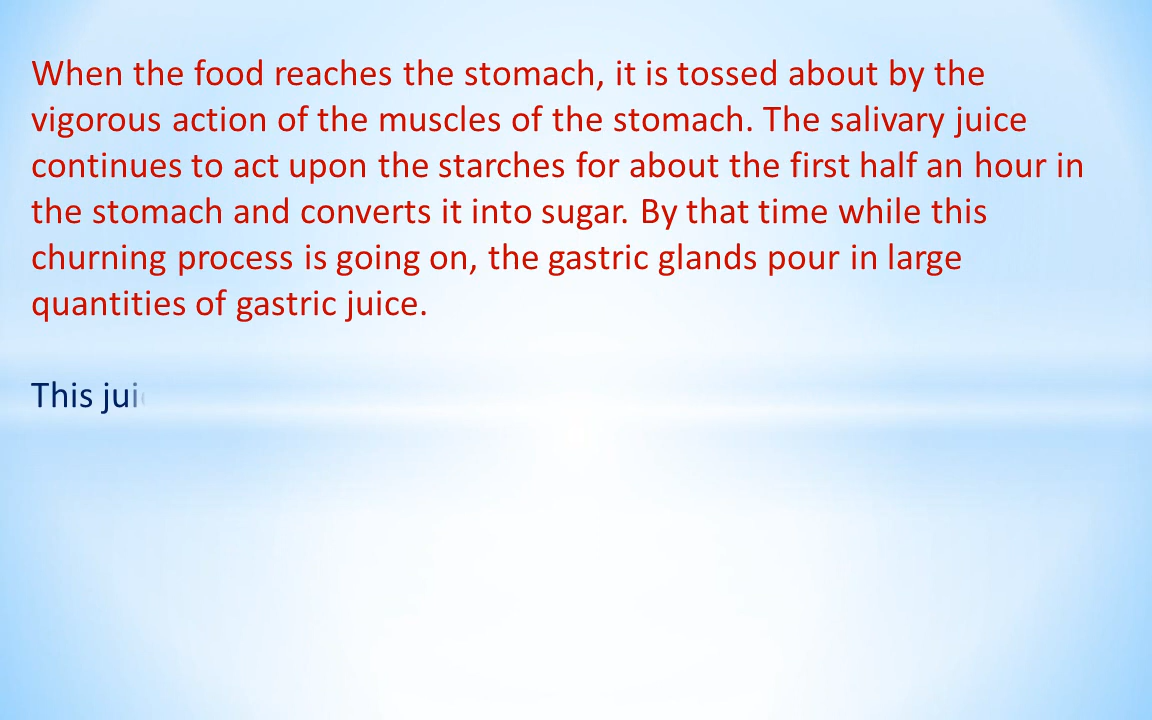 When the food reaches the stomach, it is tossed about by the
vigorous action of the muscles of the stomach. The salivary juice
continues to act upon the starches for about the first half an hour in
the stomach and converts it into sugar. By that time while this
churning process is going on, the gastric glands pour in large
quantities of gastric juice.
This